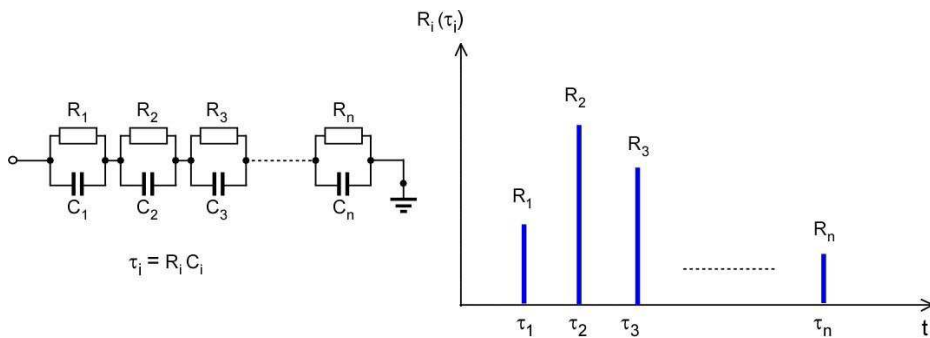 R1 R2 R3 Rn
C1 C2 C3 Cn
τi = Ri Ci
Ri (τi)
R1
R2
R3
Rn
τ1 τ2 τ3 τn
t